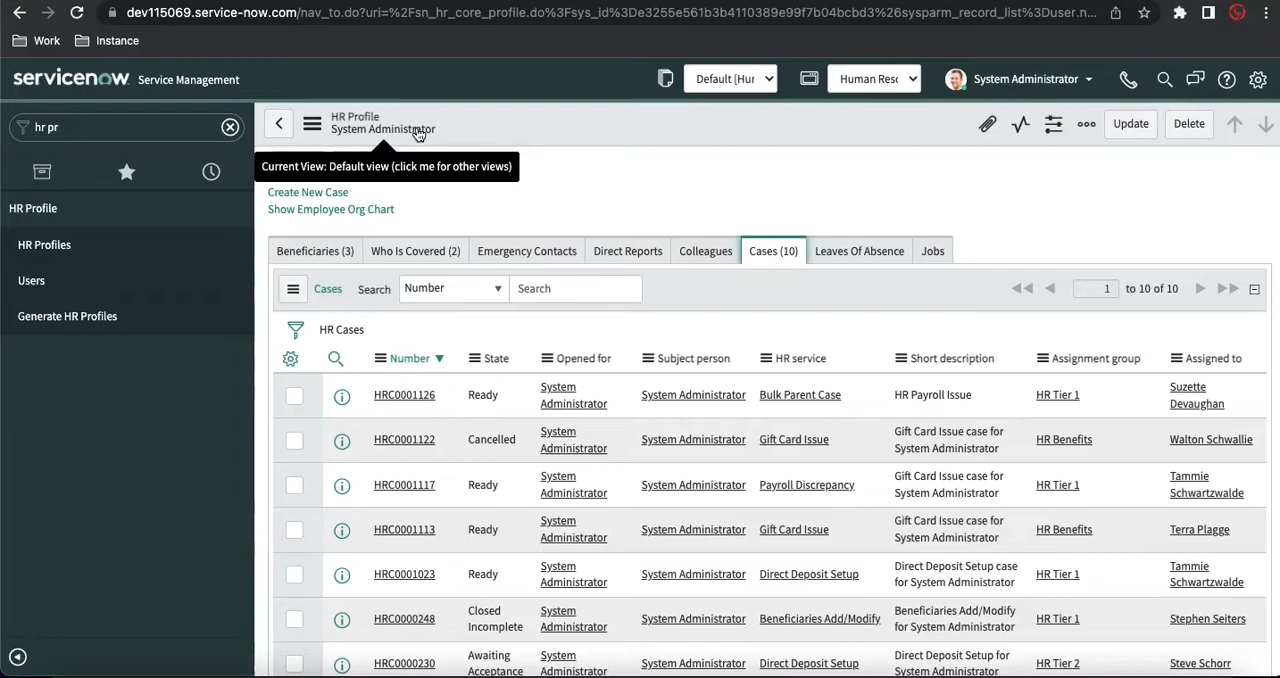 dev115069.service-now.com/nav_to.do?uri=%2Fsn_hr_core_profile.do%3Fsys_id%3De3255e561b3b4110389e99f7b04bcbd3%26sysparm_record_list%3Duser.n...
Work Instance
servicenow Service Management Default [Hur Human Resc System Administrator
hr pr
HR Profile
System Administrator
Update Delete
Current View: Default view (click me for other views)
Create New Case
Show Employee Org Chart
HR Profile
HR Profiles
Users
Generate HR Profiles
Beneficiaries (3) Who Is Covered (2) Emergency Contacts Direct Reports Colleagues Cases (10) Leaves Of Absence Jobs
Cases Search Number Search 1 to 10 of 10
HR Cases
Number State Opened for Subject person HR service Short description Assignment group Assigned to
HRC0001126 Ready System Administrator System Administrator Bulk Parent Case HR Payroll Issue HR Tier 1 Suzette Devaughan
HRC0001122 Cancelled System Administrator System Administrator Gift Card Issue Gift Card Issue case for System Administrator HR Benefits Walton Schwallie
HRC0001117 Ready System Administrator System Administrator Payroll Discrepancy Gift Card Issue case for System Administrator HR Tier 1 Tammie Schwartzwalde
HRC0001113 Ready System Administrator System Administrator Gift Card Issue Gift Card Issue case for System Administrator HR Benefits Terra Plagge
HRC0001023 Ready System Administrator System Administrator Direct Deposit Setup Direct Deposit Setup case for System Administrator HR Tier 1 Tammie Schwartzwalde
HRC0000248 Closed Incomplete System Administrator System Administrator Beneficiaries Add/Modify Beneficiaries Add/Modify for System Administrator HR Tier 1 Stephen Seiters
HRC0000230 Awaiting Acceptance System Administrator System Administrator Direct Deposit Setup Direct Deposit Setup for System Administrator HR Tier 2 Steve Schorr